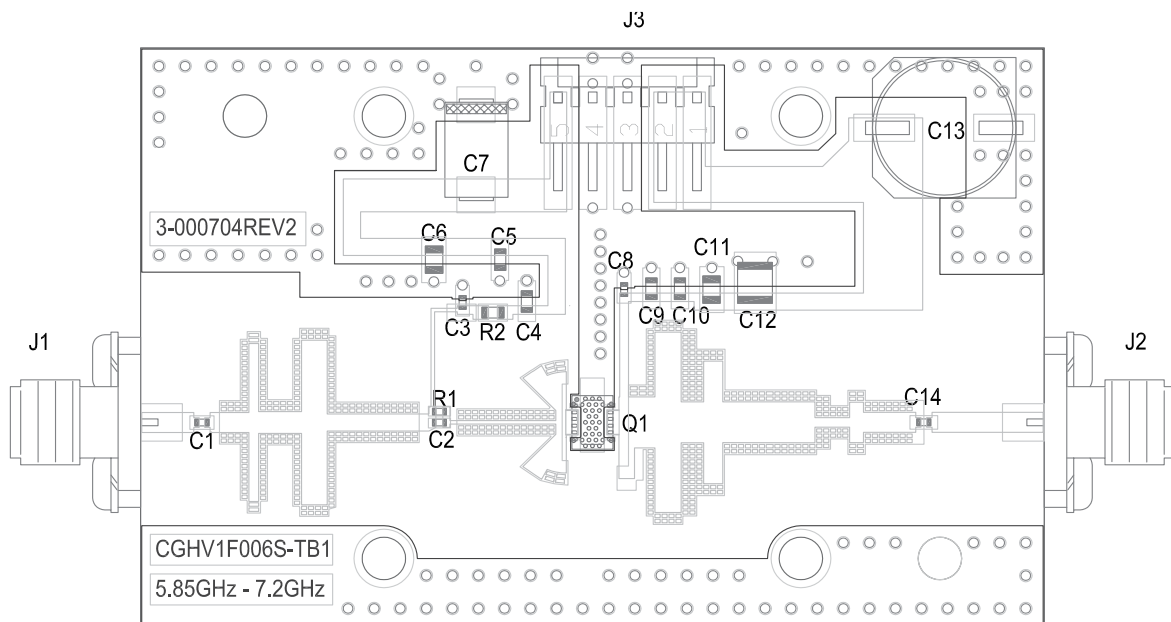 J3
5 4 3 2 1
C13
C7
3-000704REV2
C6 C5
C8 C11
C3 R2 C4
C9 C10 C12
J1
J2
R1
C14
C1 C2
Q1
CGHV1F006S-TB1
5.85GHz - 7.2GHz